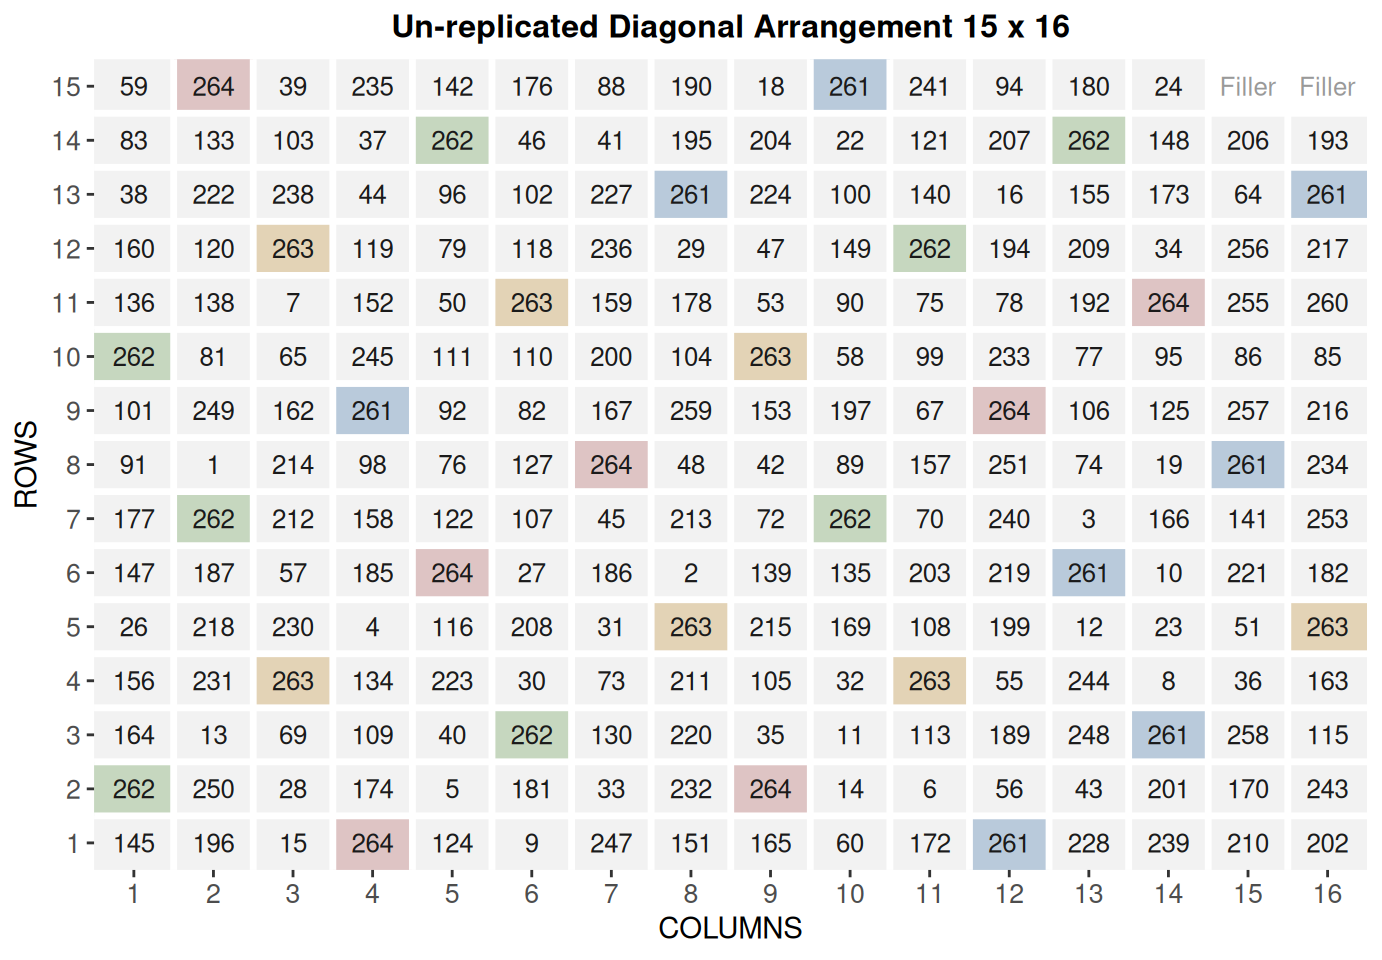 Un-replicated Diagonal Arrangement 15 x 16
15 59 264 39 235 142 176 88 190 18 261 241 94 180 24 Filler Filler
14 83 133 103 37 262 46 41 195 204 22 121 207 262 148 206 193
13 38 222 238 44 96 102 227 261 224 100 140 16 155 173 64 261
12 160 120 263 119 79 118 236 29 47 149 262 194 209 34 256 217
11 136 138 7 152 50 263 159 178 53 90 75 78 192 264 255 260
10 262 81 65 245 111 110 200 104 263 58 99 233 77 95 86 85
9 101 249 162 261 92 82 167 259 153 197 67 264 106 125 257 216
8 91 1 214 98 76 127 264 48 42 89 157 251 74 19 261 234
7 177 262 212 158 122 107 45 213 72 262 70 240 3 166 141 253
6 147 187 57 185 264 27 186 2 139 135 203 219 261 10 221 182
5 26 218 230 4 116 208 31 263 215 169 108 199 12 23 51 263
4 156 231 263 134 223 30 73 211 105 32 263 55 244 8 36 163
3 164 13 69 109 40 262 130 220 35 11 113 189 248 261 258 115
2 262 250 28 174 5 181 33 232 264 14 6 56 43 201 170 243
1 145 196 15 264 124 9 247 151 165 60 172 261 228 239 210 202
1 2 3 4 5 6 7 8 9 10 11 12 13 14 15 16
COLUMNS
ROWS